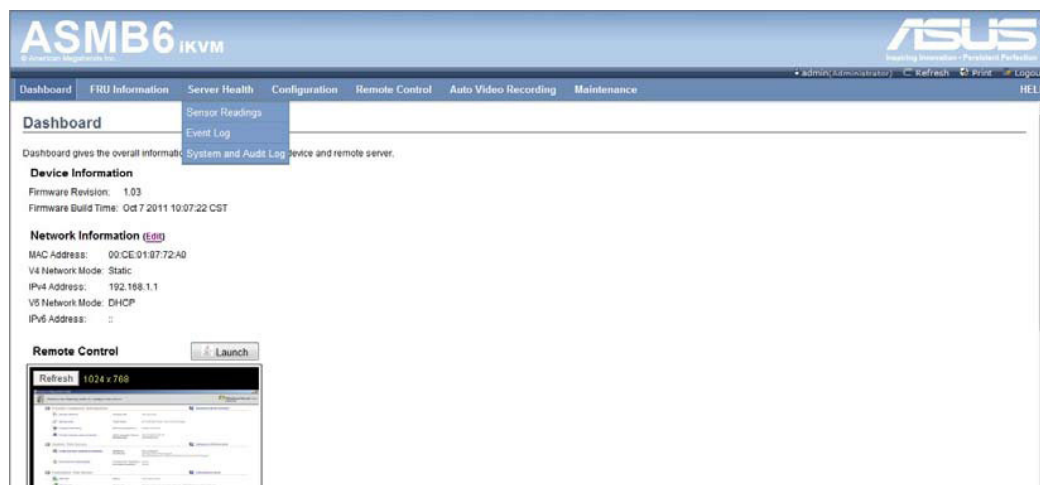 ASMB6 iKVM
© American Megatrends Inc.
ASUS
Inspiring Innovation • Persistent Perfection
• admin(Administrator) Refresh Print Logou
Dashboard FRU Information Server Health Configuration Remote Control Auto Video Recording Maintenance HEL
Sensor Readings
Event Log
System and Audit Log
Dashboard
Dashboard gives the overall informati device and remote server.
Device Information
Firmware Revision: 1.03
Firmware Build Time: Oct 7 2011 10:07:22 CST
Network Information (Edit)
MAC Address: 00:CE:01:87:72:A0
V4 Network Mode: Static
IPv4 Address: 192.168.1.1
V6 Network Mode: DHCP
IPv6 Address: ::
Remote Control Launch
Refresh 1024 x 768